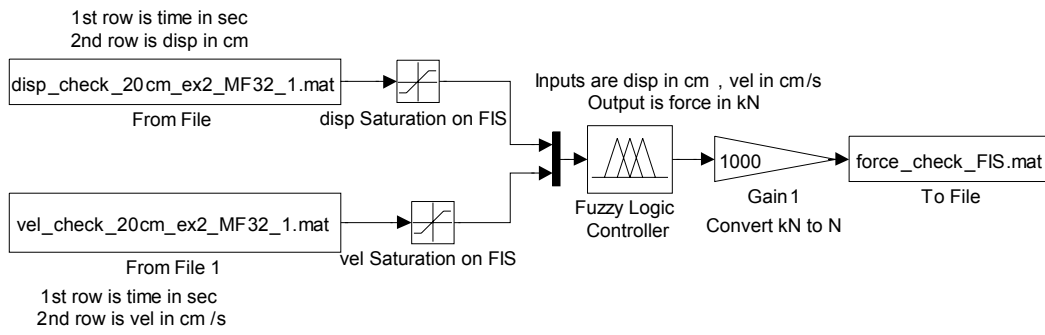 1st row is time in sec
2nd row is disp in cm
disp_check_20cm_ex2_MF32_1.mat
From File
disp Saturation on FIS
Inputs are disp in cm , vel in cm/s
Output is force in kN
Fuzzy Logic
Controller
1000
Gain1
Convert kN to N
force_check_FIS.mat
To File
vel_check_20cm_ex2_MF32_1.mat
From File 1
vel Saturation on FIS
1st row is time in sec
2nd row is vel in cm/s